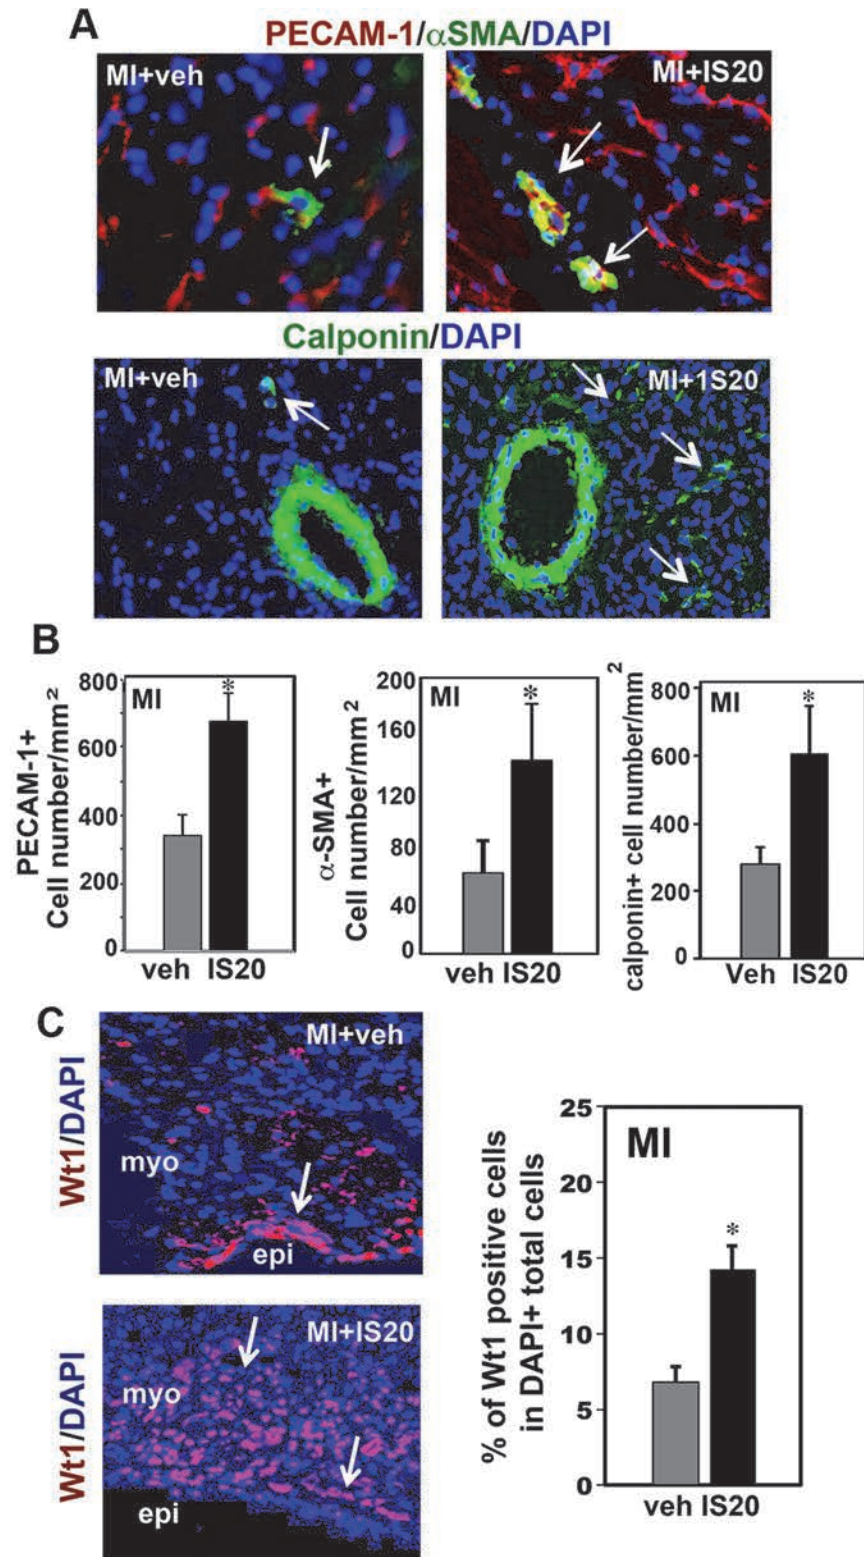 A
PECAM-1/αSMA/DAPI
MI+veh
MI+IS20
Calponin/DAPI
MI+veh
MI+1S20
B
PECAM-1+
Cell number/mm²
800
600
400
200
0
MI
*
veh IS20
α-SMA+
Cell number/mm²
200
160
120
80
40
0
MI
*
veh IS20
calponin+ cell number/mm²
800
600
400
200
0
MI
*
Veh IS20
C
Wt1/DAPI
MI+veh
myo
epi
Wt1/DAPI
MI+IS20
myo
epi
% of Wt1 positive cells
in DAPI+ total cells
25
20
15
10
5
0
MI
*
veh IS20